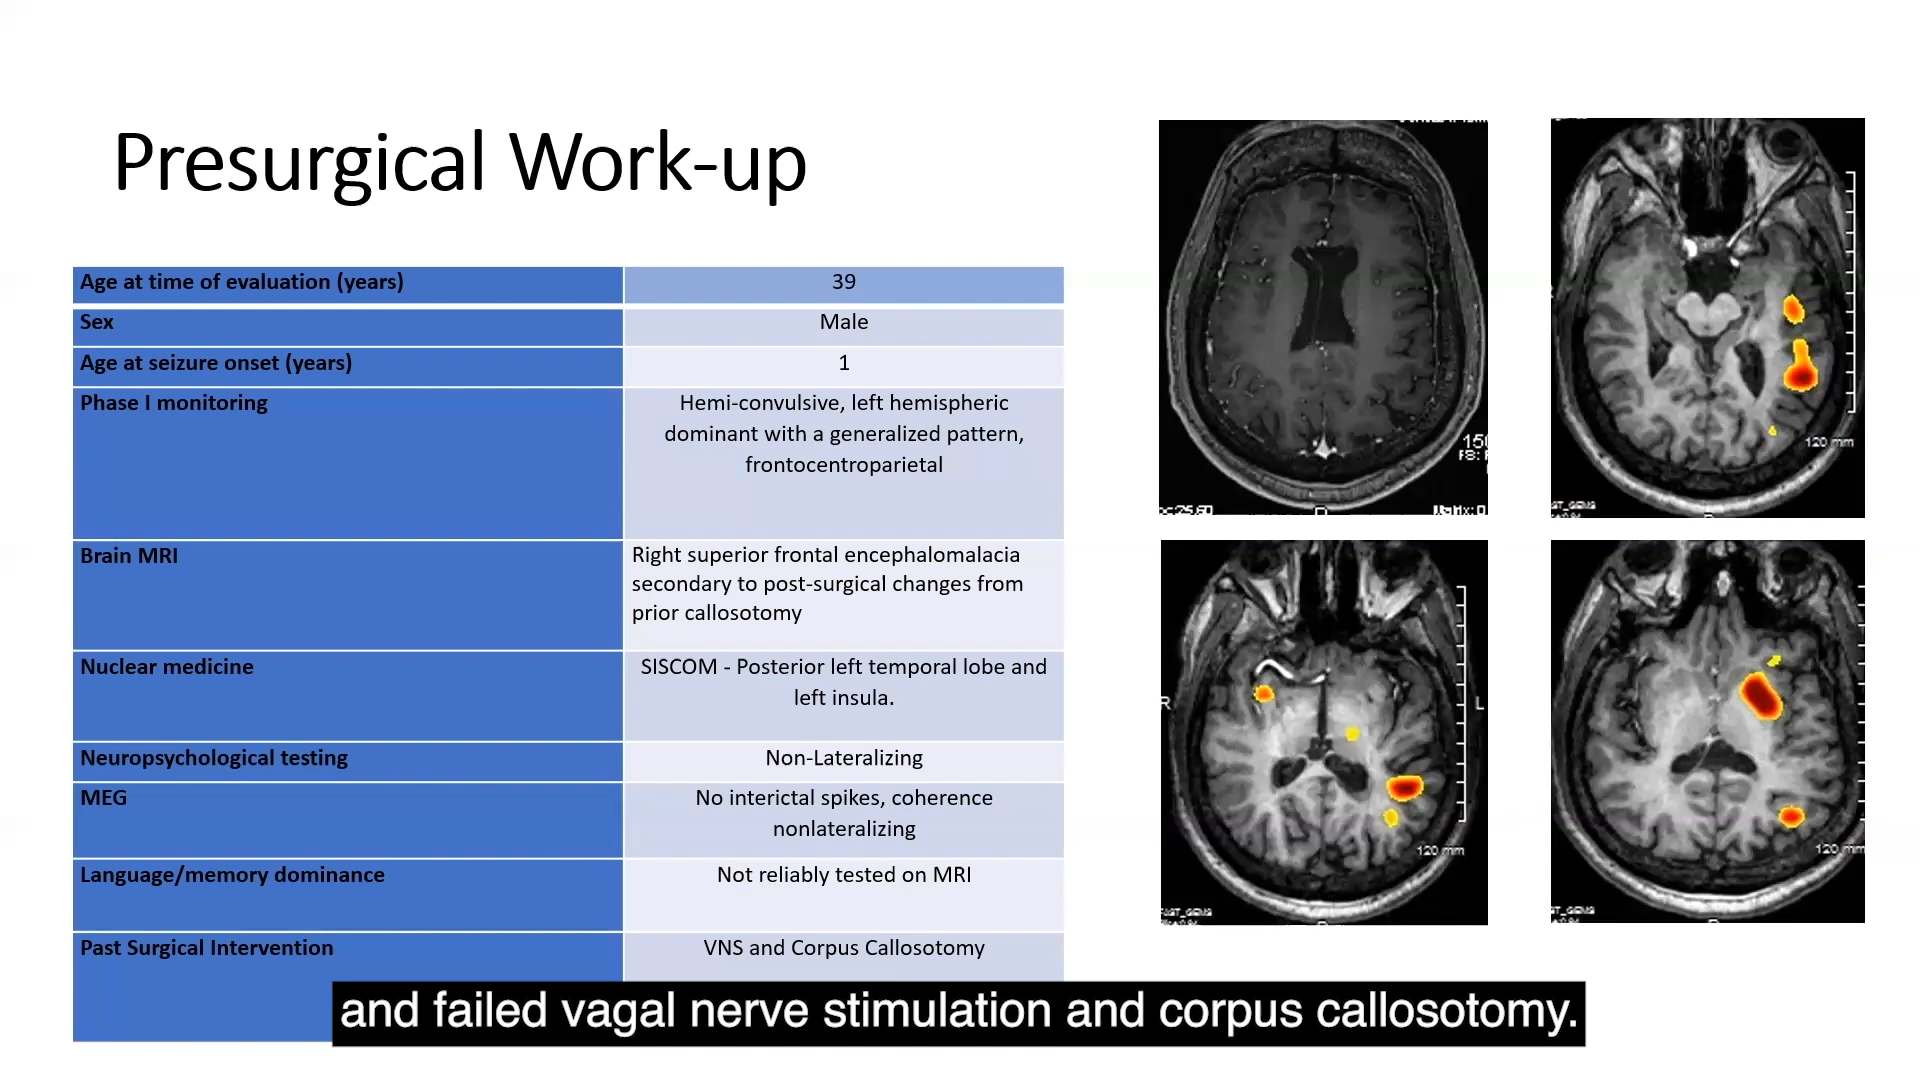 Presurgical Work-up
Age at time of evaluation (years)
39
Sex
Male
Age at seizure onset (years)
1
Phase I monitoring
Hemi-convulsive, left hemispheric
dominant with a generalized pattern,
frontocentroparietal
Brain MRI
Right superior frontal encephalomalacia
secondary to post-surgical changes from
prior callosotomy
Nuclear medicine
SISCOM - Posterior left temporal lobe and
left insula.
Neuropsychological testing
Non-Lateralizing
MEG
No interictal spikes, coherence
nonlateralizing
Language/memory dominance
Not reliably tested on MRI
Past Surgical Intervention
VNS and Corpus Callosotomy
120 mm
R
L
120 mm
120 mm
and failed vagal nerve stimulation and corpus callosotomy.